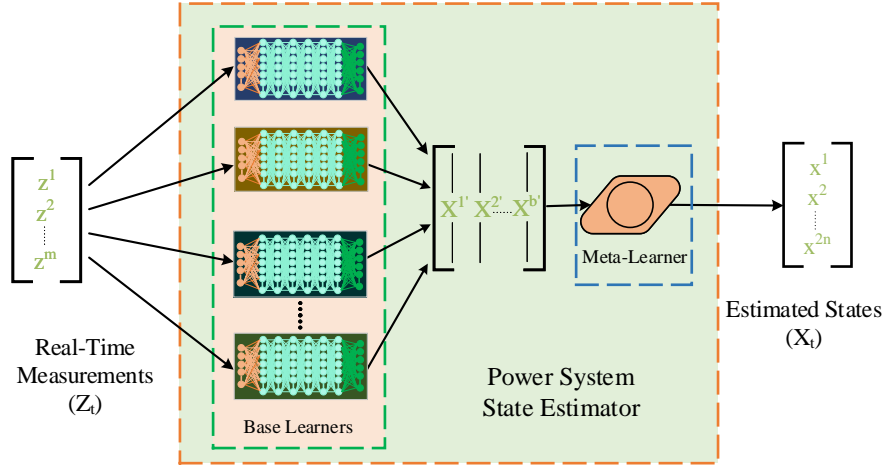 z¹
z²
zᵐ
Real-Time
Measurements
(Zₜ)
Base Learners
X¹' X²' ...... Xᵇ'
Meta-Learner
Power System
State Estimator
x¹
x²
x²ⁿ
Estimated States
(Xₜ)